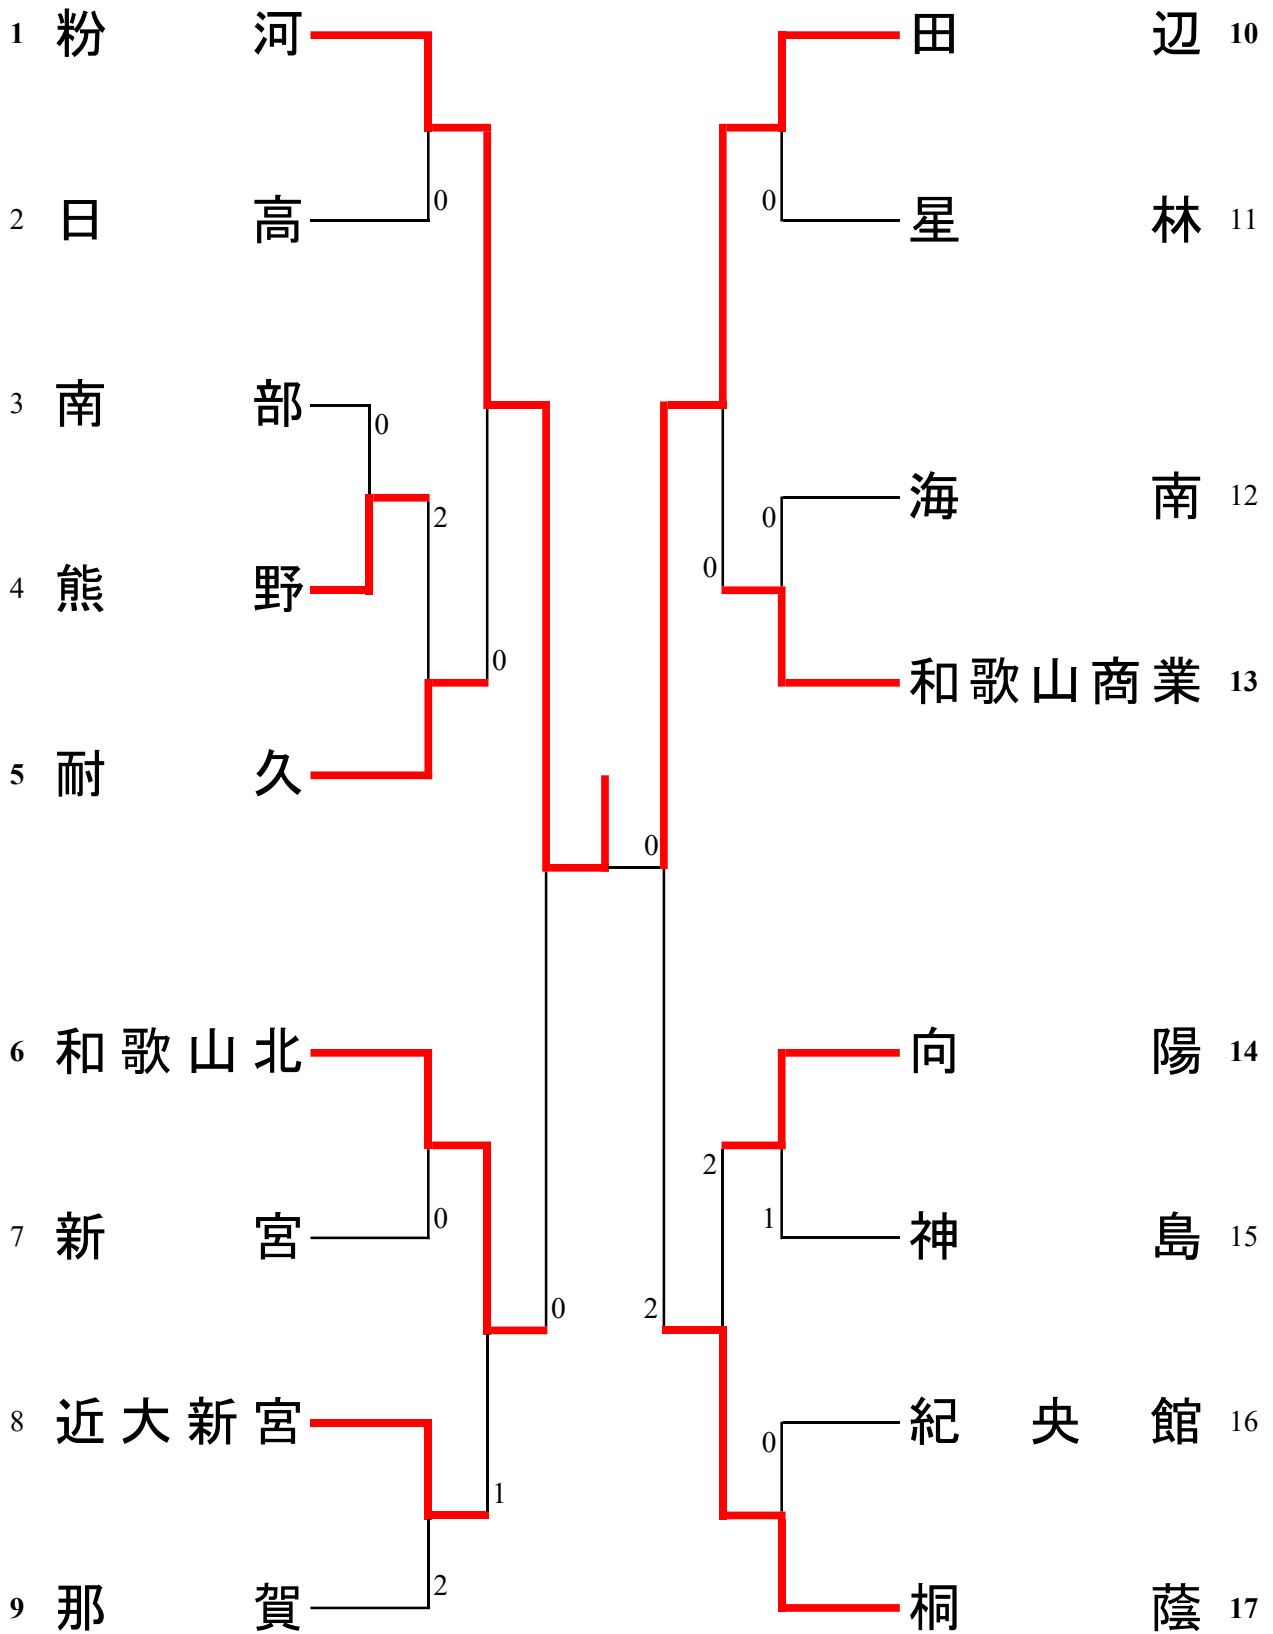 1 粉河
2 日高
0
3 南部
0
4 熊野
2
5 耐久
0
6 和歌山北
7 新宮
0
8 近大新宮
9 那賀
2
1
0
田辺 10
星林 11
0
海南 12
0
和歌山商業 13
0
0
向陽 14
神島 15
1
2
紀央館 16
0
桐蔭 17
2